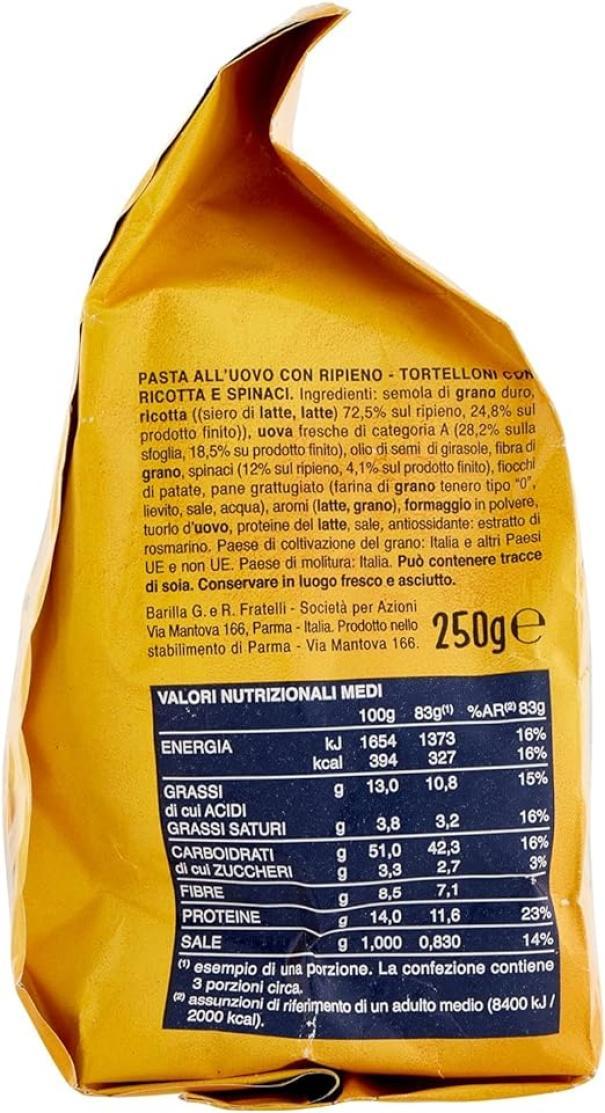 PASTA ALL'UOVO CON RIPIENO - TORTELLONI CON
RICOTTA E SPINACI. Ingredienti: semola di grano duro,
ricotta ((siero di latte, latte) 72,5% sul ripieno, 24,8% sul
prodotto finito)), uova fresche di categoria A (28,2% sulla
sfoglia, 18,5% su prodotto finito), olio di semi di girasole, fibra di
grano, spinaci (12% sul ripieno, 4,1% sul prodotto finito), fiocchi
di patate, pane grattugiato (farina di grano tenero tipo "0",
lievito, sale, acqua), aromi (latte, grano), formaggio in polvere,
tuorlo d'uovo, proteine del latte, sale, antiossidante: estratto di
rosmarino. Paese di coltivazione del grano: Italia e altri Paesi
UE e non UE. Paese di molitura: Italia. Può contenere tracce
di soia. Conservare in luogo fresco e asciutto.
Barilla G. e R. Fratelli - Società per Azioni
Via Mantova 166, Parma - Italia. Prodotto nello
stabilimento di Parma - Via Mantova 166.
250g e
VALORI NUTRIZIONALI MEDI
100g 83g(1) %AR(2) 83g
ENERGIA kJ 1654 1373 16%
kcal 394 327 16%
GRASSI g 13,0 10,8 15%
di cui ACIDI
GRASSI SATURI g 3,8 3,2 16%
CARBOIDRATI g 51,0 42,3 16%
di cui ZUCCHERI g 3,3 2,7 3%
FIBRE g 8,5 7,1
PROTEINE g 14,0 11,6 23%
SALE g 1,000 0,830 14%
(1) esempio di una porzione. La confezione contiene
3 porzioni circa.
(2) assunzioni di riferimento di un adulto medio (8400 kJ /
2000 kcal).